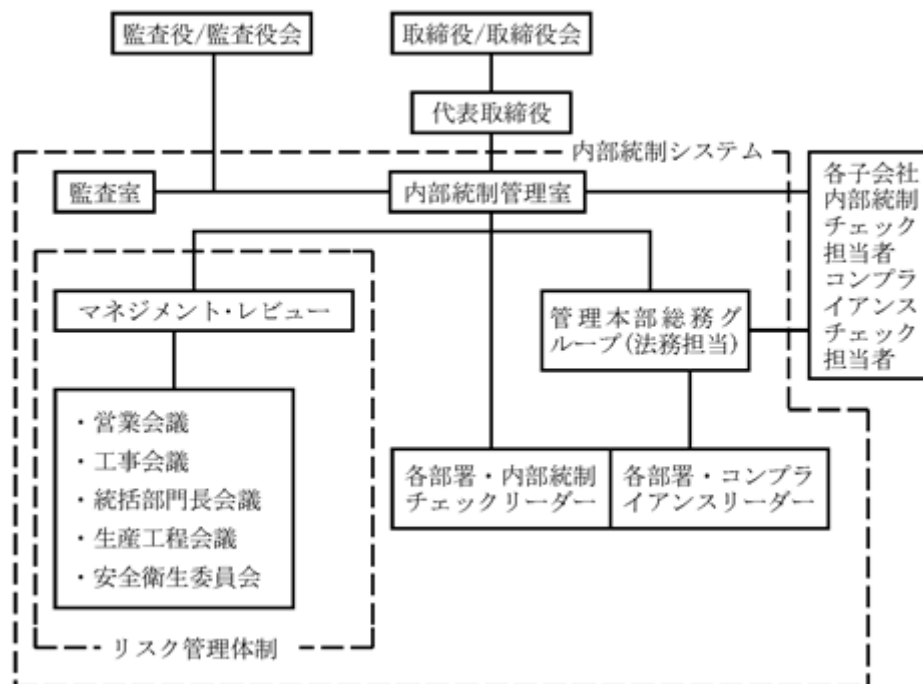 監査役/監査役会
取締役/取締役会
代表取締役
内部統制システム
監査室
内部統制管理室
各子会社
内部統制
チェック
担当者
コンプラ
イアンス
チェック
担当者
マネジメント・レビュー
管理本部総務グ
ループ(法務担当)
・営業会議
・工事会議
・統括部門長会議
・生産工程会議
・安全衛生委員会
各部署・内部統制
チェックリーダー
各部署・コンプラ
イアンスリーダー
リスク管理体制